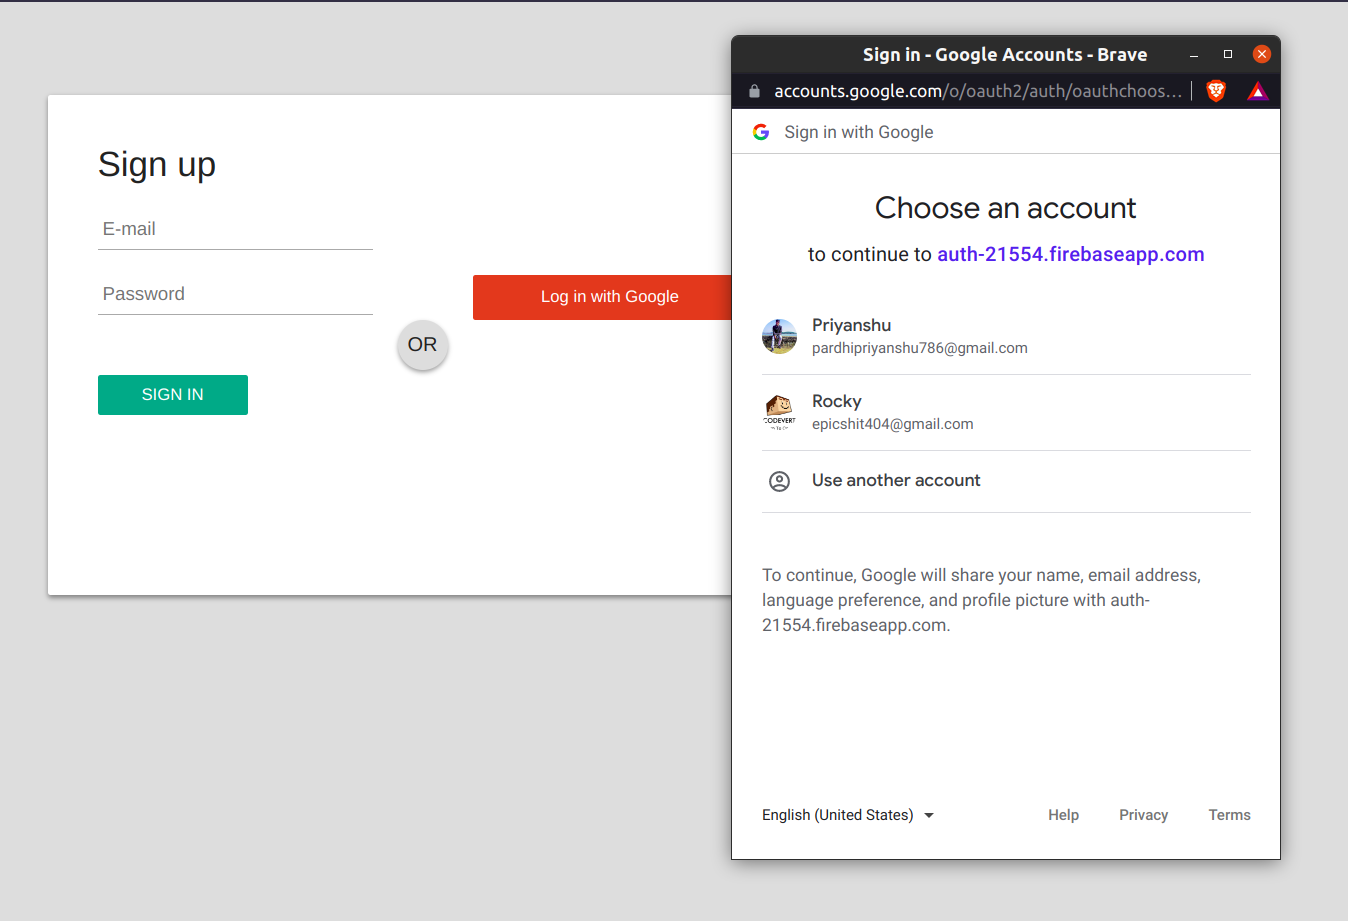 Sign up
E-mail
Password
SIGN IN
OR
Log in with Google
Sign in - Google Accounts - Brave
accounts.google.com/o/oauth2/auth/oauthchoos...
Sign in with Google
Choose an account
to continue to auth-21554.firebaseapp.com
Priyanshu
pardhipriyanshu786@gmail.com
CODEVERT
Rocky
epicshit404@gmail.com
Use another account
To continue, Google will share your name, email address,
language preference, and profile picture with auth-
21554.firebaseapp.com.
English (United States)
Help
Privacy
Terms